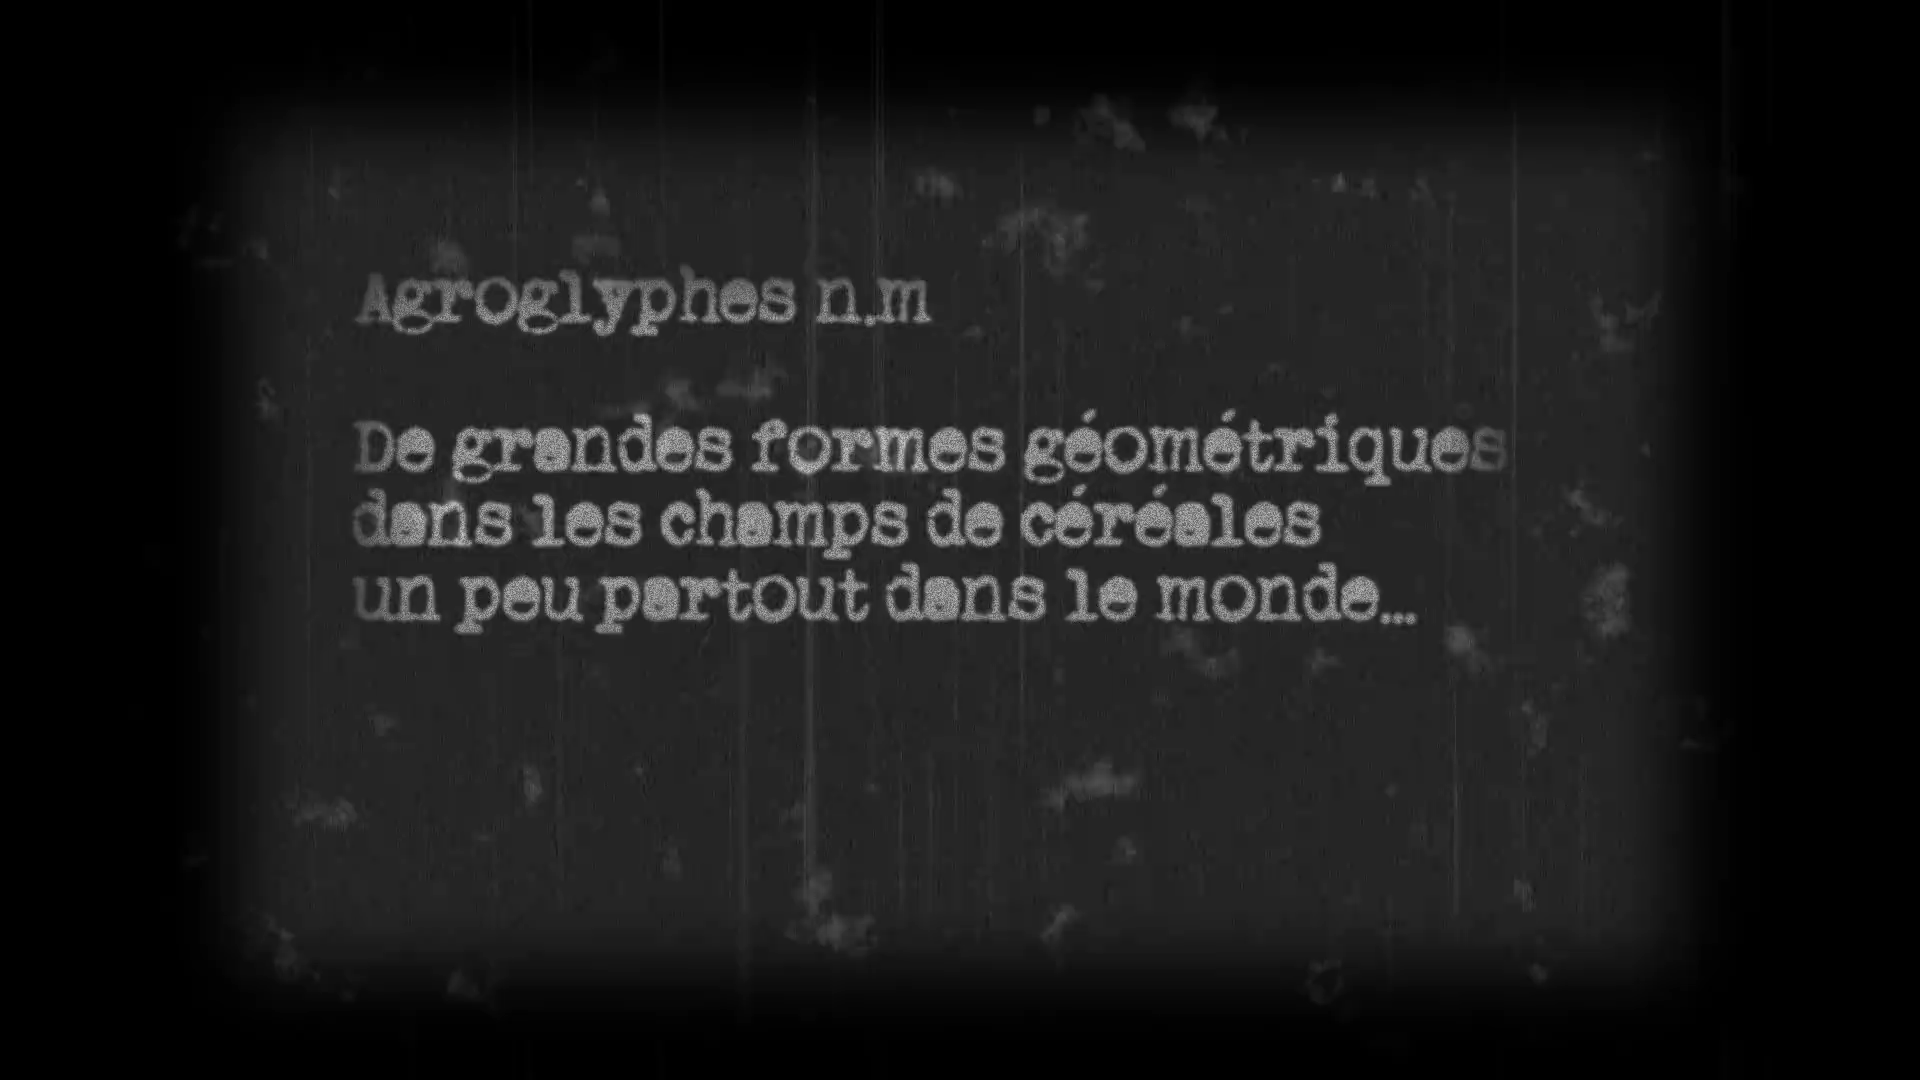 Agroglyphes n.m
De grandes formes géométriques
dans les champs de céréales
un peu partout dans le monde...